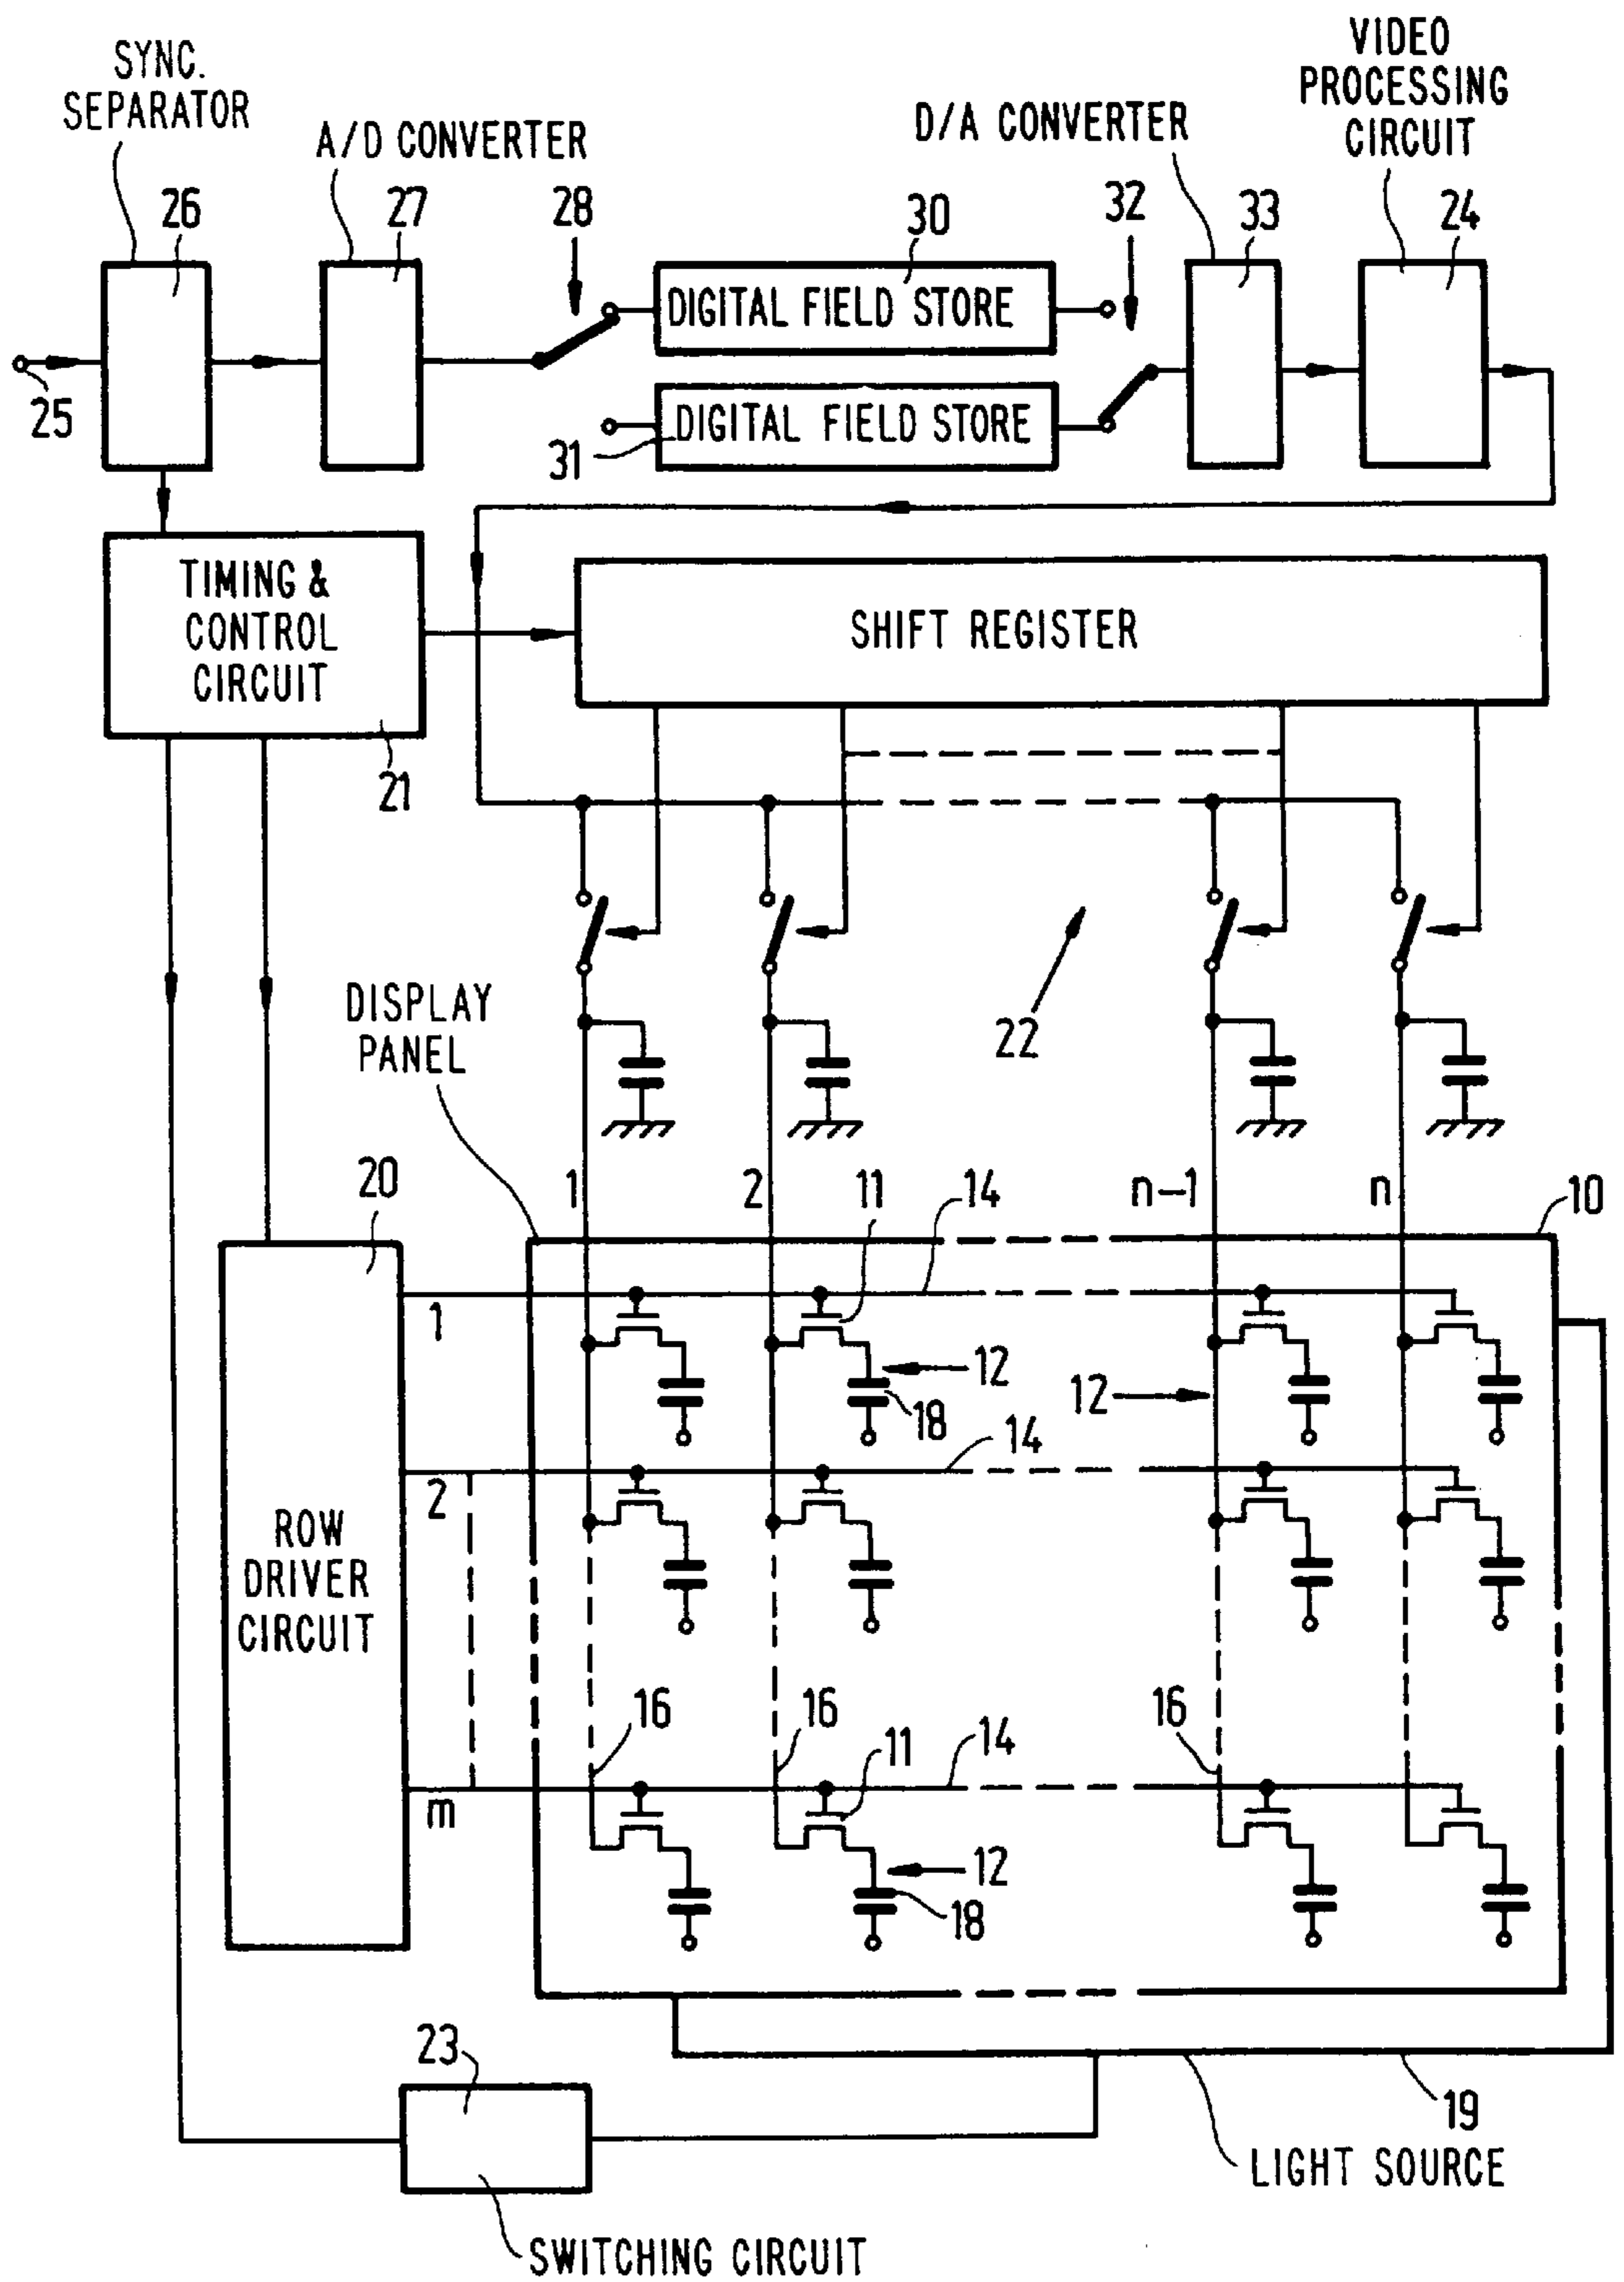 SYNC.
SEPARATOR
A/D CONVERTER
D/A CONVERTER
VIDEO
PROCESSING
CIRCUIT
26
27
28
30
32
33
24
DIGITAL FIELD STORE
25
31
DIGITAL FIELD STORE
TIMING &
CONTROL
CIRCUIT
SHIFT REGISTER
21
22
DISPLAY
PANEL
20
1
2
11
14
n-1
n
10
1
12
18
12
2
14
ROW
DRIVER
CIRCUIT
16
16
11
14
16
m
12
18
23
19
LIGHT SOURCE
SWITCHING CIRCUIT